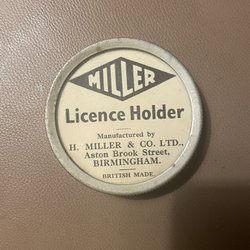 MILLER
Licence Holder
Manufactured by
H. MILLER & CO. LTD.,
Aston Brook Street,
BIRMINGHAM.
BRITISH MADE.